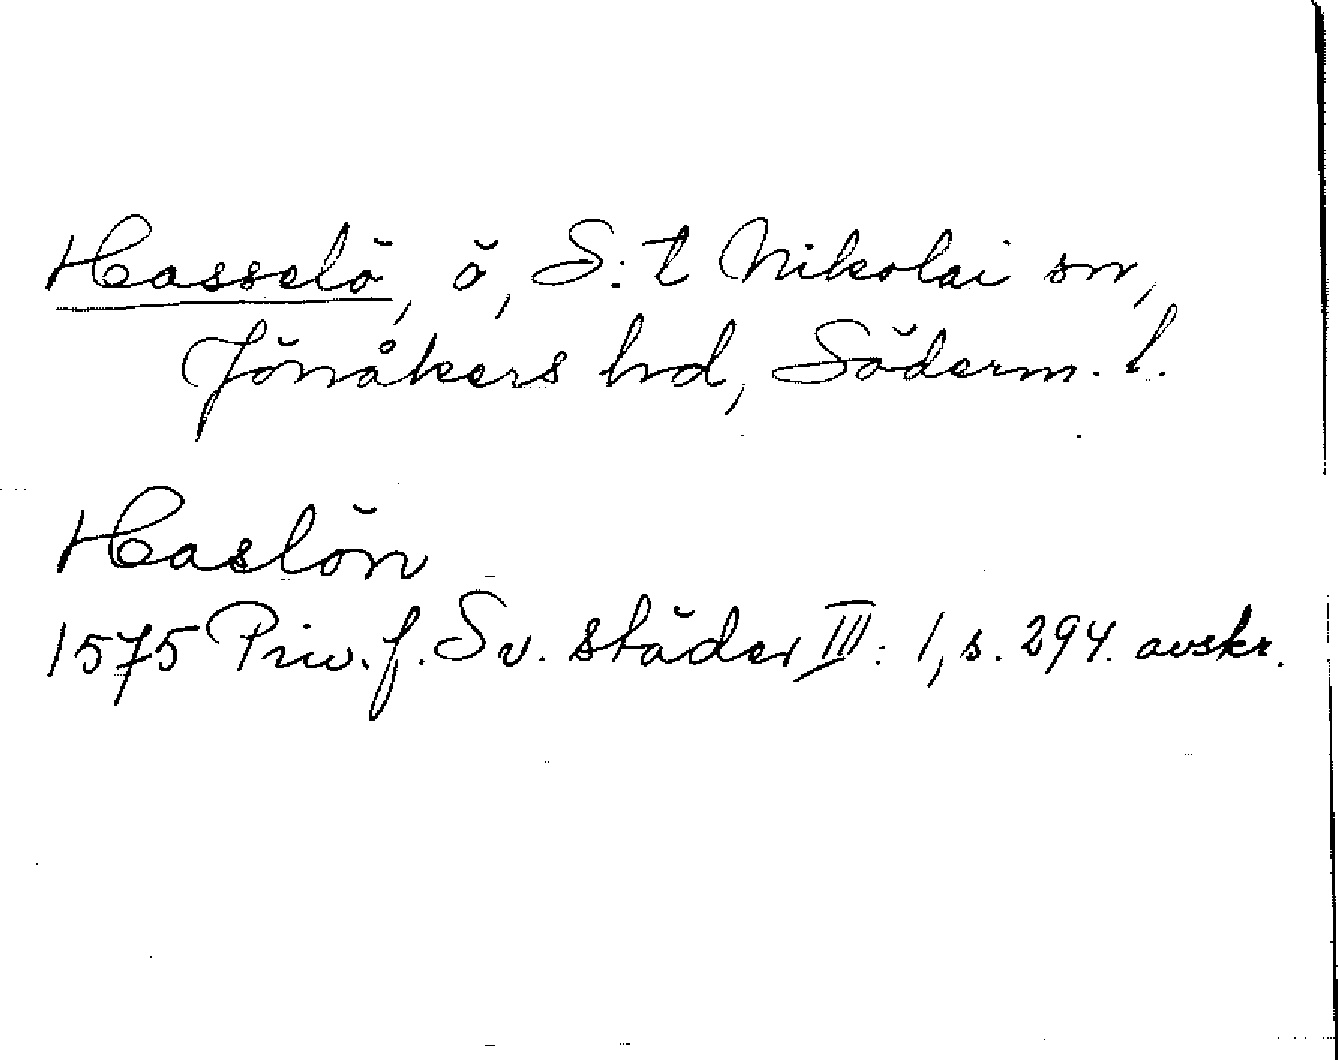 Hasselö, ö, S:t Nikolai sn,
Jönåkers hd, Söderm. l.
Haslön
1575 Priv. f. Sv. städer III: 1, s. 294. avskr.